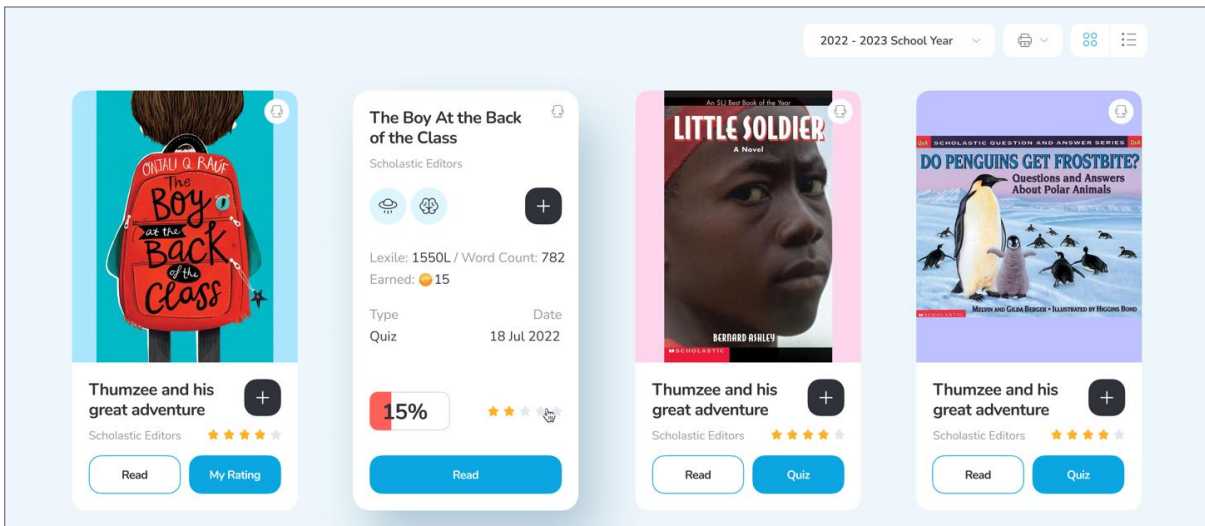 2022 - 2023 School Year
ONJALI Q. RAÚF
The
Boy
at the
Back
of the
Class
Thumzee and his
great adventure
Scholastic Editors
Read
My Rating
The Boy At the Back
of the Class
Scholastic Editors
Lexile: 1550L / Word Count: 782
Earned: 15
Type Date
Quiz 18 Jul 2022
15%
Read
An SLJ Best Book of the Year
LITTLE SOLDIER
A Novel
BERNARD ASHLEY
SCHOLASTIC
Thumzee and his
great adventure
Scholastic Editors
Read
Quiz
Q&A SCHOLASTIC QUESTION AND ANSWER SERIES Q&A
DO PENGUINS GET FROSTBITE?
Questions and Answers
About Polar Animals
SCHOLASTIC
MELVIN AND GILDA BERGER • ILLUSTRATED BY HIGGINS BOND
Thumzee and his
great adventure
Scholastic Editors
Read
Quiz